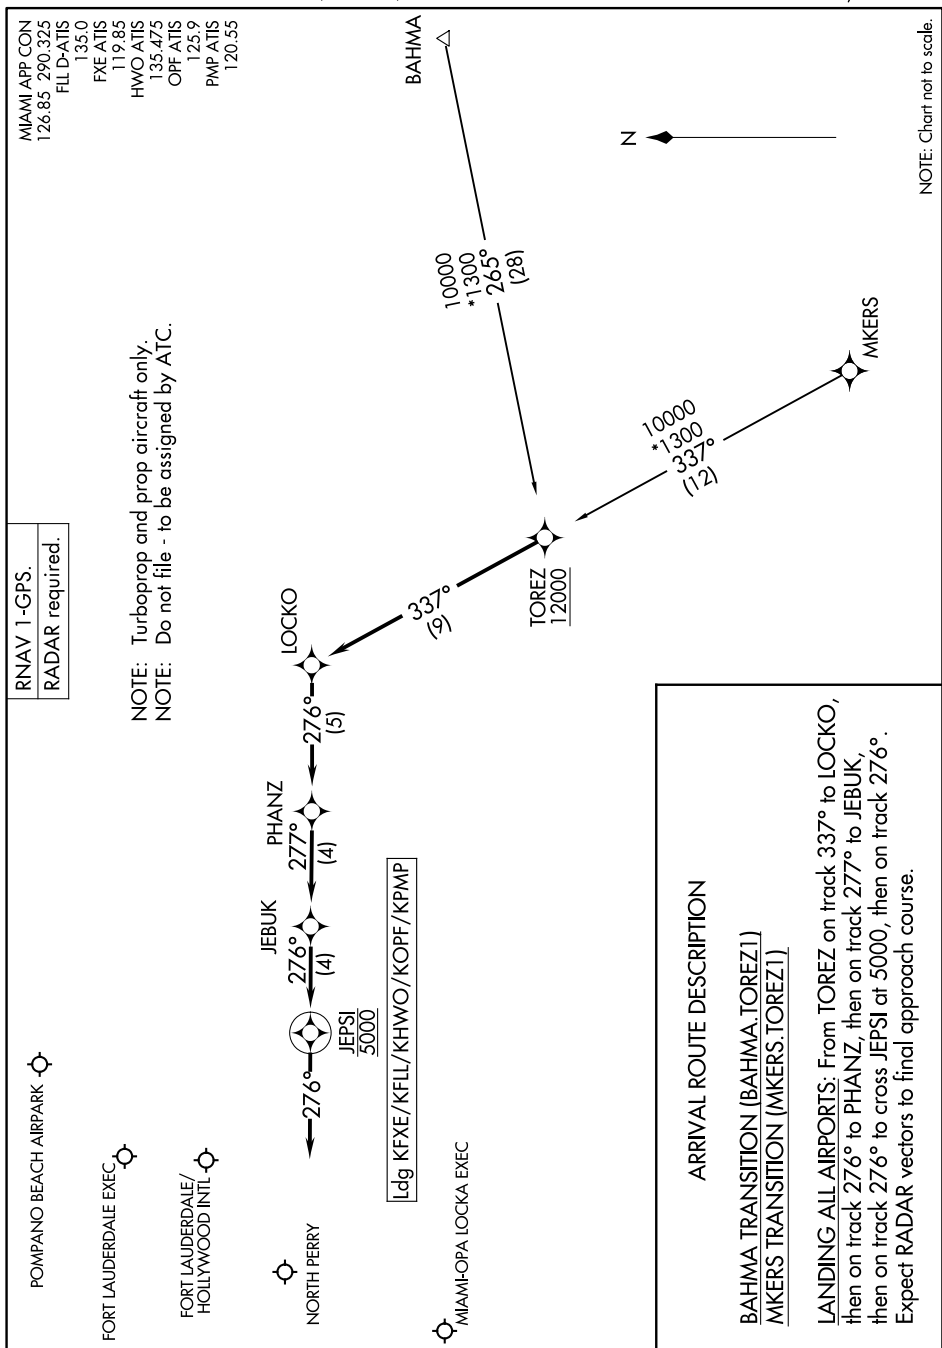 MIAMI APP CON
126.85 290.325
FLL D-ATIS
135.0
FXE ATIS
119.85
HWO ATIS
135.475
OPF ATIS
125.9
PMP ATIS
120.55
RNAV 1-GPS.
RADAR required.
NOTE: Turboprop and prop aircraft only.
NOTE: Do not file - to be assigned by ATC.
POMPANO BEACH AIRPARK
FORT LAUDERDALE EXEC
FORT LAUDERDALE/
HOLLYWOOD INTL
NORTH PERRY
MIAMI-OPA LOCKA EXEC
276°
JEPSI
5000
276°
(4)
JEBUK
277°
(4)
PHANZ
276°
(5)
LOCKO
337°
(9)
TOREZ
12000
10000
*1300
265°
(28)
BAHMA
10000
*1300
337°
(12)
MKERS
N
Ldg KFXE/KFLL/KHWO/KOPF/KPMP
ARRIVAL ROUTE DESCRIPTION
BAHMA TRANSITION (BAHMA.TOREZ1)
MKERS TRANSITION (MKERS.TOREZ1)
LANDING ALL AIRPORTS: From TOREZ on track 337° to LOCKO,
then on track 276° to PHANZ, then on track 277° to JEBUK,
then on track 276° to cross JEPSI at 5000, then on track 276°.
Expect RADAR vectors to final approach course.
NOTE: Chart not to scale.